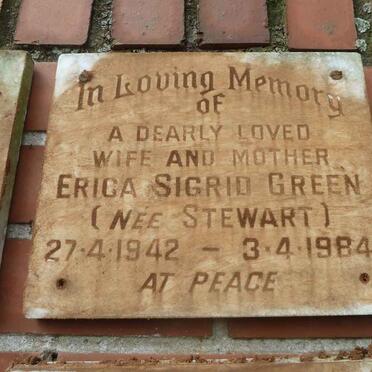 In Loving Memory
of
A DEARLY LOVED
WIFE AND MOTHER
ERICA SIGRID GREEN
(NEE STEWART)
27·4·1942 – 3·4·1984
AT PEACE